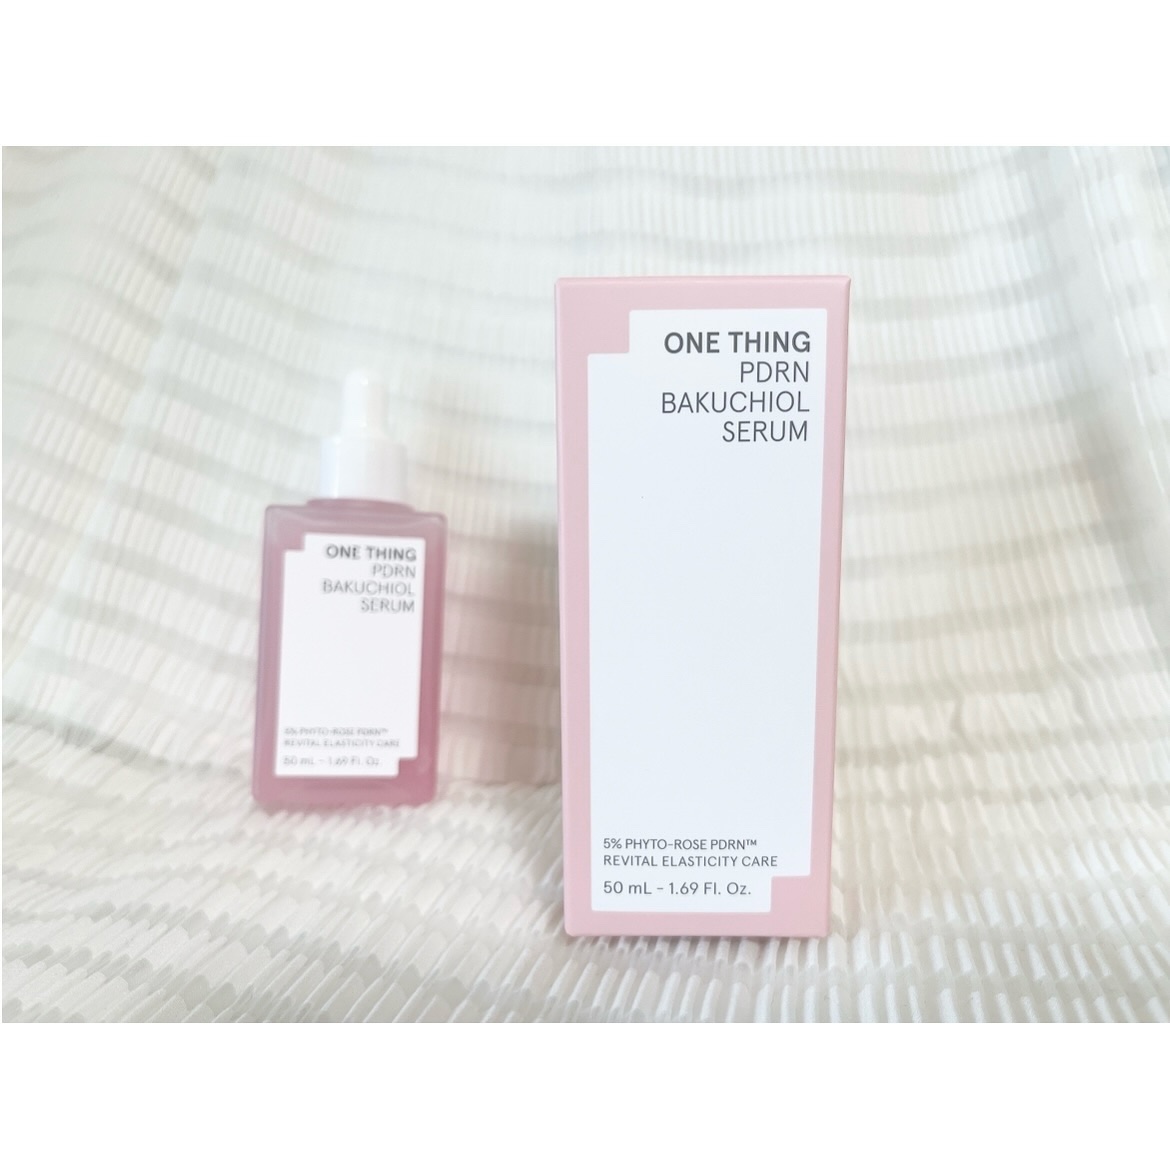 ONE THING
PDRN
BAKUCHIOL
SERUM
5% PHYTO-ROSE PDRN™
REVITAL ELASTICITY CARE
50 mL - 1.69 Fl. Oz.
ONE THING
PDRN
BAKUCHIOL
SERUM
5% PHYTO-ROSE PDRN™
REVITAL ELASTICITY CARE
50 mL - 1.69 Fl. Oz.